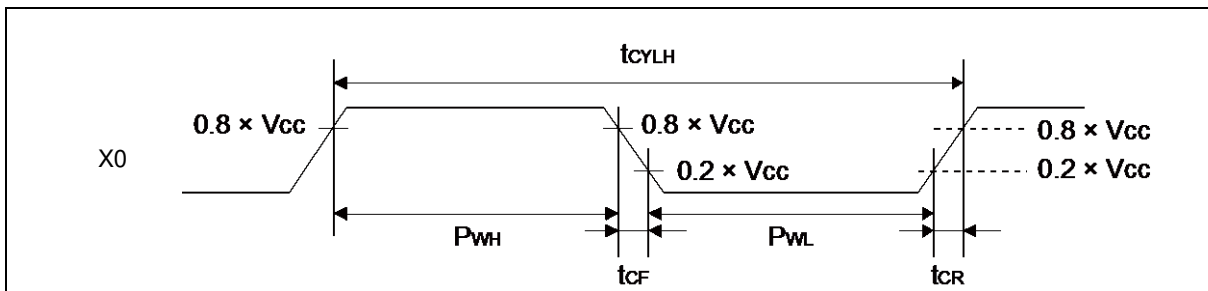 tCYLH
0.8 × VCC
0.8 × VCC
0.8 × VCC
X0
0.2 × VCC
0.2 × VCC
PWH
PWL
tCF
tCR